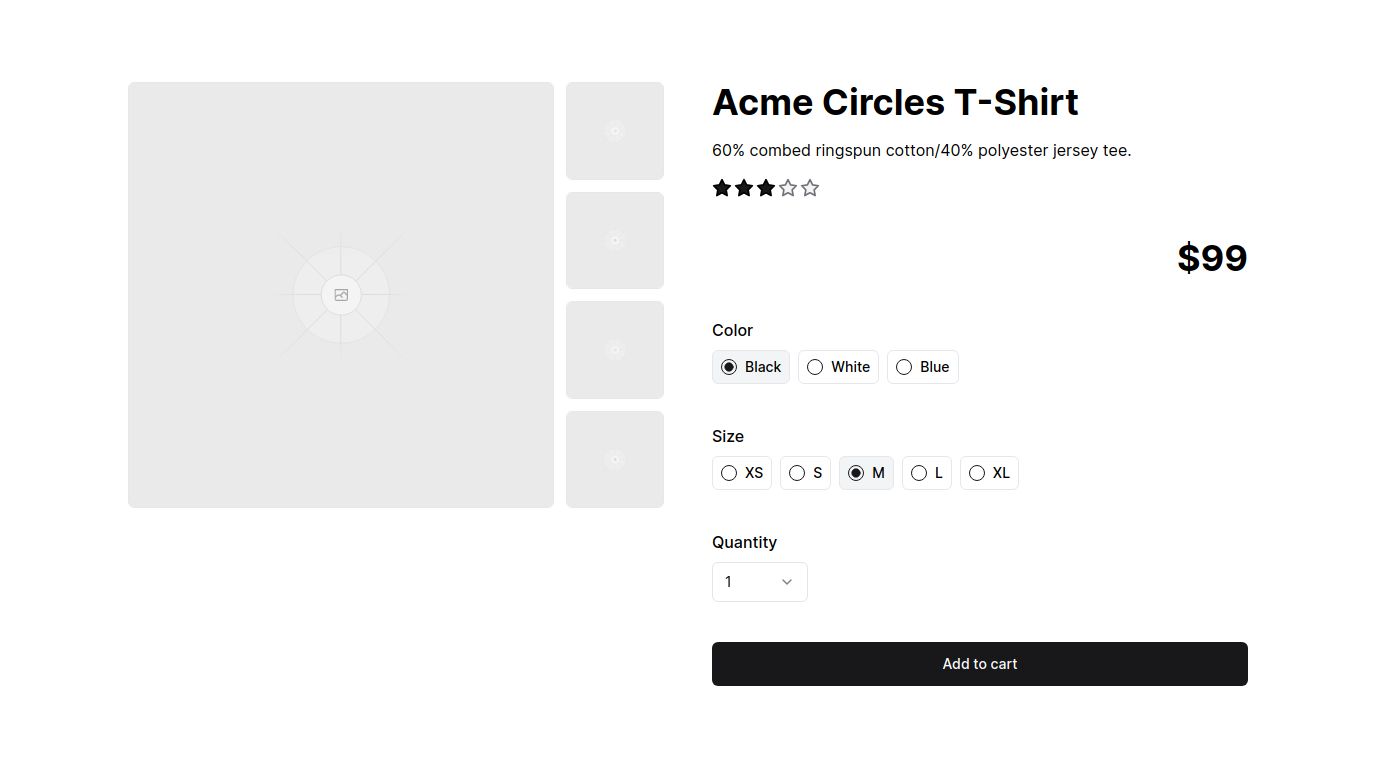 Acme Circles T-Shirt
60% combed ringspun cotton/40% polyester jersey tee.
$99
Color
Black White Blue
Size
XS S M L XL
Quantity
1
Add to cart